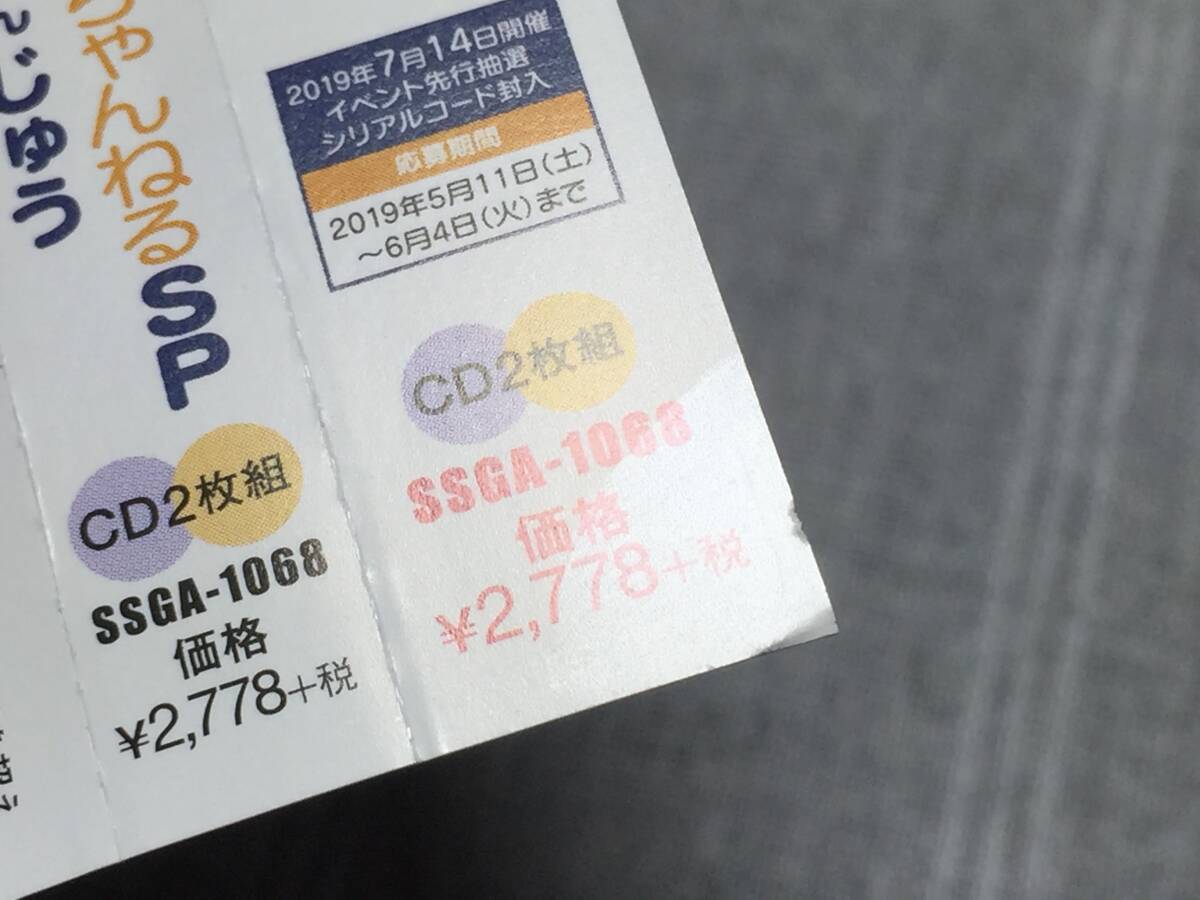 んじゅう
ちゃんねるSP
CD2枚組
SSGA-1068
価格
¥2,778+税
2019年7月14日開催
イベント先行抽選
シリアルコード封入
応募期間
2019年5月11日(土)
~6月4日(火)まで
CD2枚組
SSGA-1068
価格
¥2,778+税